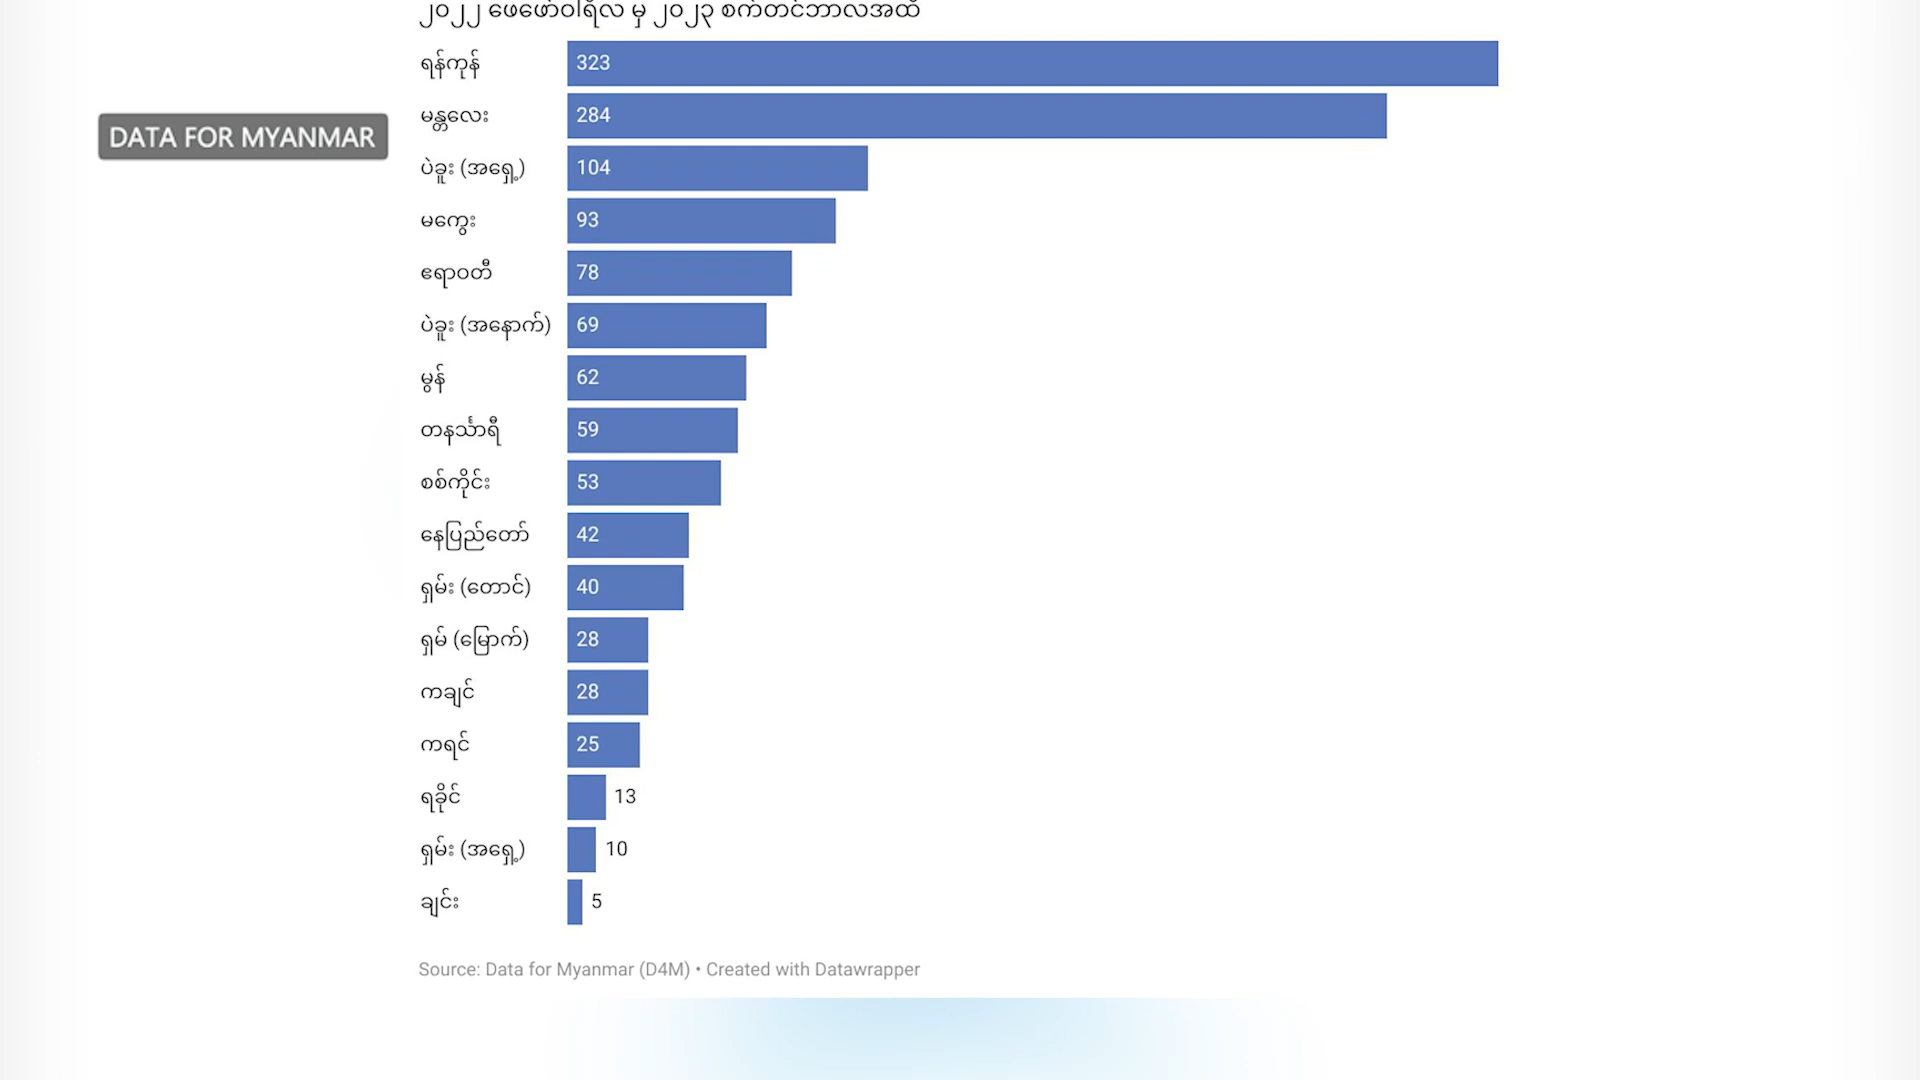 ၂၀၂၂ ဖေဖော်ဝါရီလ မှ ၂၀၂၃ စက်တင်ဘာလအထိ
ရန်ကုန် 323
DATA FOR MYANMAR
မန္တလေး 284
ပဲခူး (အရှေ့) 104
မကွေး 93
ဧရာဝတီ 78
ပဲခူး (အနောက်) 69
မွန် 62
တနင်္သာရီ 59
စစ်ကိုင်း 53
နေပြည်တော် 42
ရှမ်း (တောင်) 40
ရှမ် (မြောက်) 28
ကချင် 28
ကရင် 25
ရခိုင် 13
ရှမ်း (အရှေ့) 10
ချင်း 5
Source: Data for Myanmar (D4M) • Created with Datawrapper